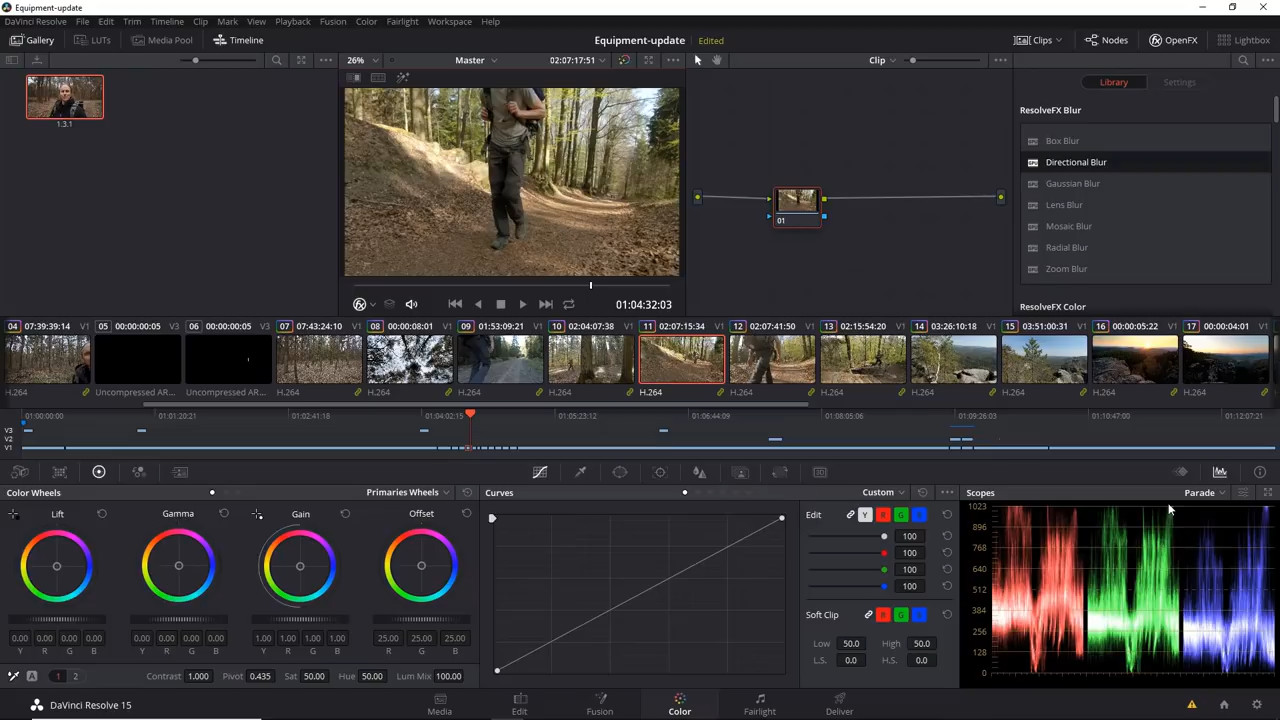 Equipment-update
DaVinci Resolve File Edit Trim Timeline Clip Mark View Playback Fusion Color Fairlight Workspace Help
Gallery LUTs Media Pool Timeline Equipment-update Edited Clips Nodes OpenFX Lightbox
26% Master 02:07:17:51 Clip
Library Settings
1.3.1
ResolveFX Blur
Box Blur
Directional Blur
Gaussian Blur
Lens Blur
Mosaic Blur
Radial Blur
Zoom Blur
ResolveFX Color
01
01:04:32:03
04 07:39:39:14 V1 05 00:00:00:05 V3 06 00:00:00:05 V3 07 07:43:24:10 V1 08 00:00:08:01 V1 09 01:53:09:21 V1 10 02:04:07:38 V1 11 02:07:15:34 V1 12 02:07:41:50 V1 13 02:15:54:20 V1 14 03:26:10:18 V1 15 03:51:00:31 V1 16 00:00:05:22 V1 17 00:00:04:01 V1
H.264 Uncompressed AR... Uncompressed AR... H.264 H.264 H.264 H.264 H.264 H.264 H.264 H.264 H.264 H.264 H.264
01:00:00:00 01:01:20:21 01:02:41:18 01:04:02:15 01:05:23:12 01:06:44:09 01:08:05:06 01:09:26:03 01:10:47:00 01:12:07:21
V3
V2
V1
Color Wheels Primaries Wheels Curves Custom Scopes Parade
Lift Gamma Gain Offset
Edit Y R G B
100
100
100
100
Soft Clip R G B
Low 50.0 High 50.0
L.S. 0.0 H.S. 0.0
1023
896
768
640
512
384
256
128
0
0.00 0.00 0.00 0.00 0.00 0.00 0.00 0.00 1.00 1.00 1.00 1.00 25.00 25.00 25.00
Y R G B Y R G B Y R G B R G B
A 1 2 Contrast 1.000 Pivot 0.435 Sat 50.00 Hue 50.00 Lum Mix 100.00
DaVinci Resolve 15 Media Edit Fusion Color Fairlight Deliver